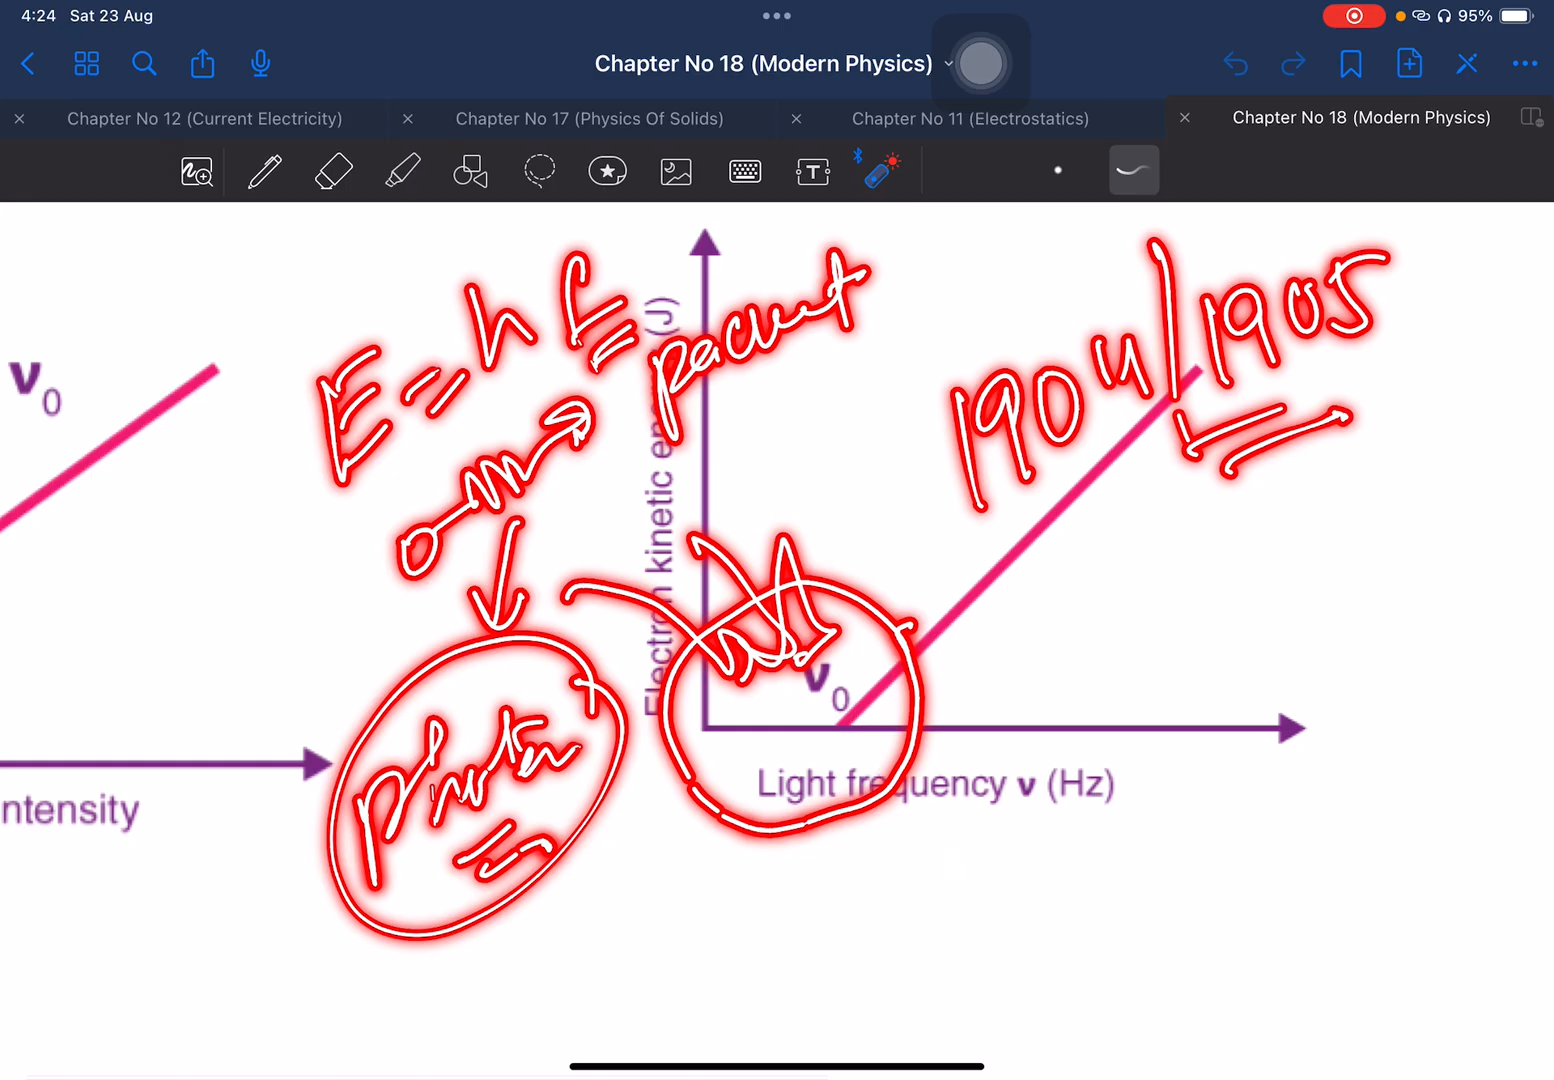 4:24 Sat 23 Aug
95%
Chapter No 18 (Modern Physics)
Chapter No 12 (Current Electricity)
Chapter No 17 (Physics Of Solids)
Chapter No 11 (Electrostatics)
Chapter No 18 (Modern Physics)
T
E=hf
packet
1904/1905
v0
Electron kinetic en (J)
v0
photon
Light frequency v (Hz)
ntensity